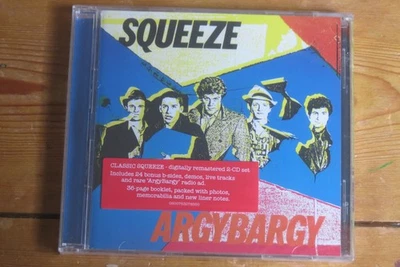 SQUEEZE
CLASSIC SQUEEZE - digitally remastered 2-CD set
Includes 24 bonus b-sides, demos, live tracks
and rare 'ArgyBargy' radio ad.
36-page booklet, packed with photos,
memorabilia and new liner notes.
ARGYBARGY